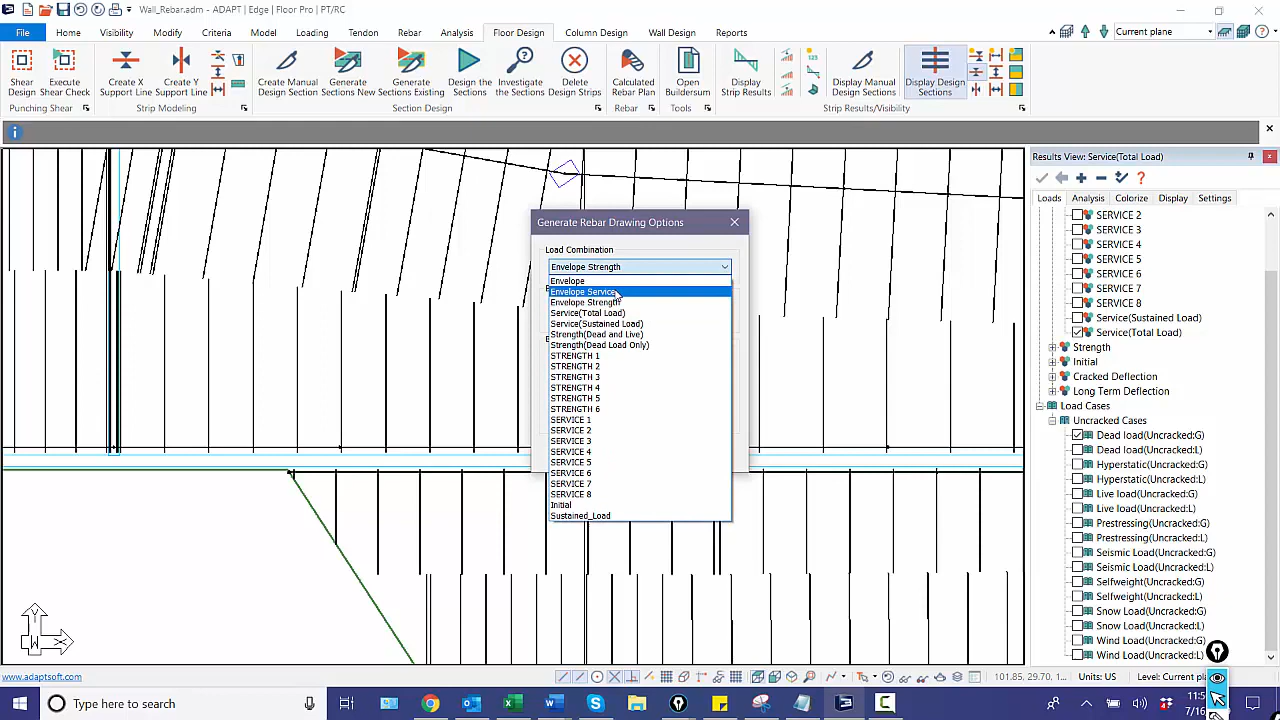 Wall_Rebar.adm - ADAPT | Edge | Floor Pro | PT/RC
File Home Visibility Modify Criteria Model Loading Tendon Rebar Analysis Floor Design Column Design Wall Design Reports
Current plane
Shear Design
Execute Shear Check
Create X Support Line
Create Y Support Line
Create Manual Design Section
Generate Sections New
Generate Sections Existing
Design the Sections
Investigate the Sections
Delete Design Strips
Calculated Rebar Plan
Open Buildersum
Display Strip Results
Display Manual Design Sections
Display Design Sections
Punching Shear
Strip Modeling
Section Design
Rebar
Tools
Strip Results/Visibility
Results View: Service(Total Load)
Loads Analysis Colorize Display Settings
SERVICE 2
SERVICE 3
SERVICE 4
SERVICE 5
SERVICE 6
SERVICE 7
SERVICE 8
Service(Sustained Load)
Service(Total Load)
Strength
Initial
Cracked Deflection
Long Term Deflection
Load Cases
Uncracked Cases
Dead load(Uncracked:G)
Dead load(Uncracked:L)
Hyperstatic(Uncracked:G)
Hyperstatic(Uncracked:L)
Live load(Uncracked:G)
Live load(Uncracked:L)
Prestressing(Uncracked:G)
Prestressing(Uncracked:L)
Seismic Load(Uncracked:G)
Seismic Load(Uncracked:L)
Selfweight(Uncracked:G)
Selfweight(Uncracked:L)
Snow Load(Uncracked:G)
Snow Load(Uncracked:L)
Wind Load(Uncracked:G)
Wind Load(Uncracked:L)
Generate Rebar Drawing Options
Load Combination
Envelope Strength
Envelope
Envelope Service
Envelope Strength
Service(Total Load)
Service(Sustained Load)
Strength(Dead and Live)
Strength(Dead Load Only)
STRENGTH 1
STRENGTH 2
STRENGTH 3
STRENGTH 4
STRENGTH 5
STRENGTH 6
SERVICE 1
SERVICE 2
SERVICE 3
SERVICE 4
SERVICE 5
SERVICE 6
SERVICE 7
SERVICE 8
Initial
Sustained_Load
Y
W X
www.adaptsoft.com
101.85, 29.70, 1... Units: US Level: Current pl
Type here to search
11:5
7/16